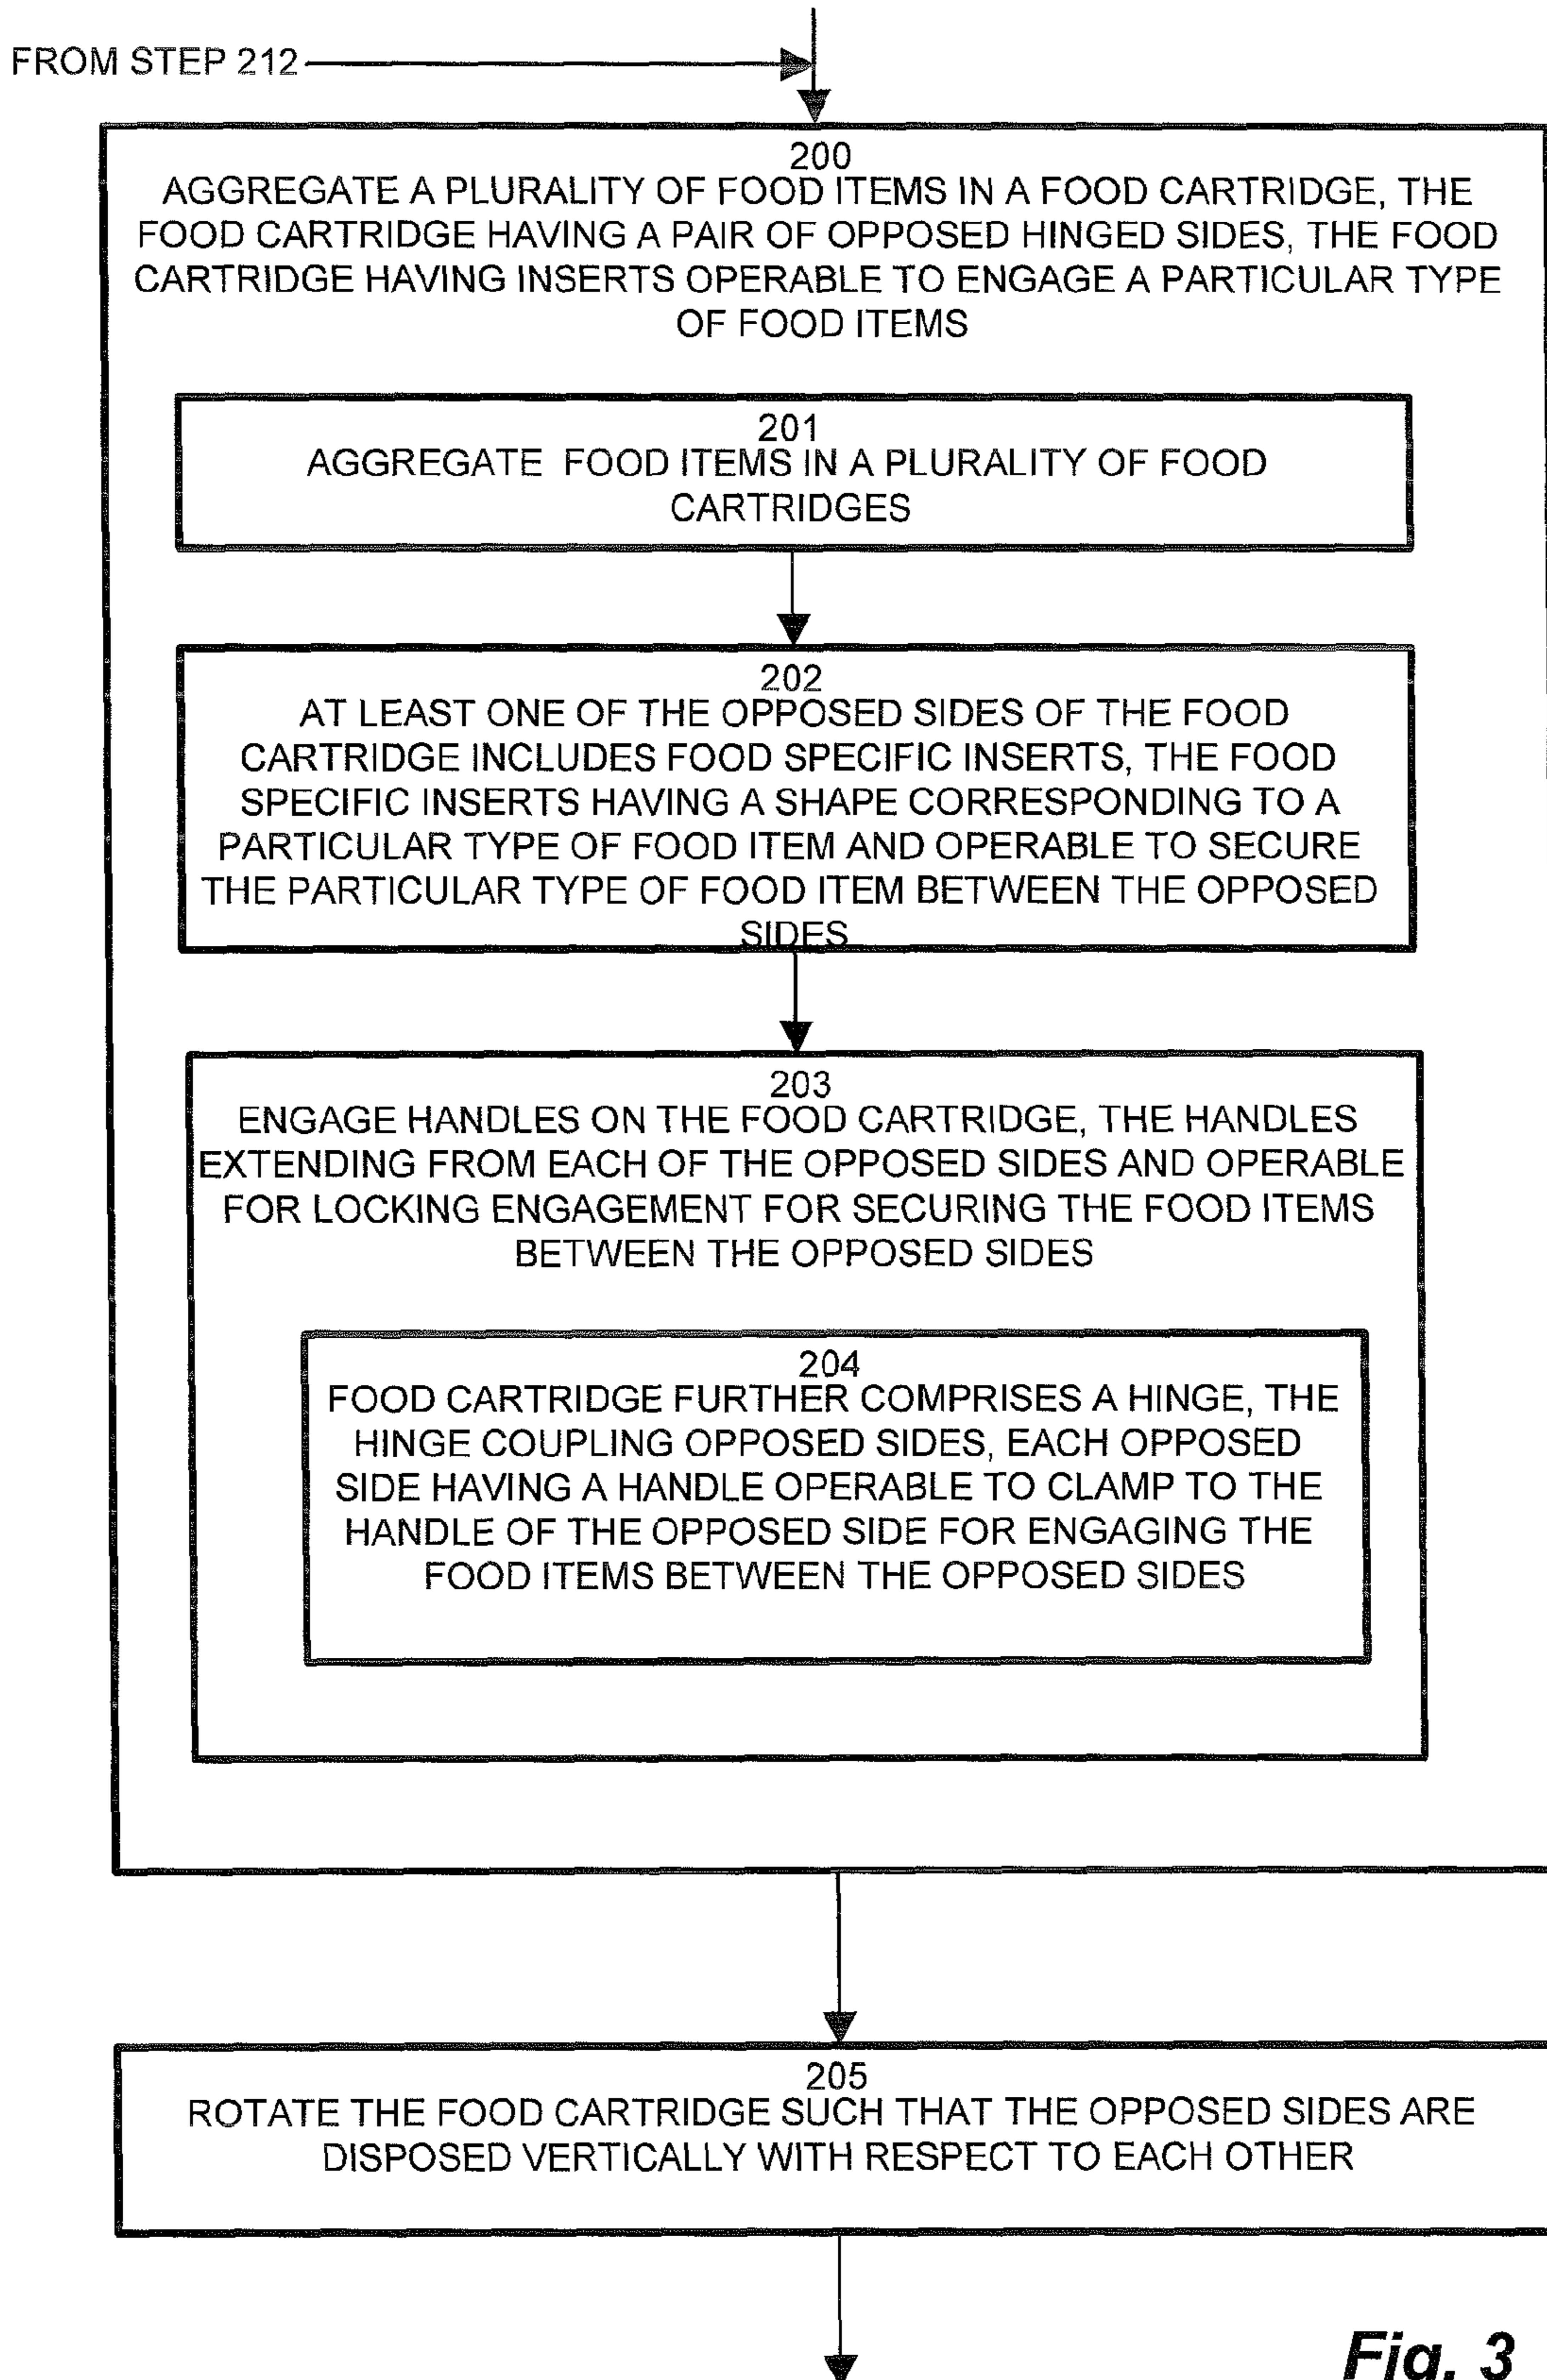 FROM STEP 212
200
AGGREGATE A PLURALITY OF FOOD ITEMS IN A FOOD CARTRIDGE, THE
FOOD CARTRIDGE HAVING A PAIR OF OPPOSED HINGED SIDES, THE FOOD
CARTRIDGE HAVING INSERTS OPERABLE TO ENGAGE A PARTICULAR TYPE
OF FOOD ITEMS
201
AGGREGATE FOOD ITEMS IN A PLURALITY OF FOOD
CARTRIDGES
202
AT LEAST ONE OF THE OPPOSED SIDES OF THE FOOD
CARTRIDGE INCLUDES FOOD SPECIFIC INSERTS, THE FOOD
SPECIFIC INSERTS HAVING A SHAPE CORRESPONDING TO A
PARTICULAR TYPE OF FOOD ITEM AND OPERABLE TO SECURE
THE PARTICULAR TYPE OF FOOD ITEM BETWEEN THE OPPOSED
SIDES
203
ENGAGE HANDLES ON THE FOOD CARTRIDGE, THE HANDLES
EXTENDING FROM EACH OF THE OPPOSED SIDES AND OPERABLE
FOR LOCKING ENGAGEMENT FOR SECURING THE FOOD ITEMS
BETWEEN THE OPPOSED SIDES
204
FOOD CARTRIDGE FURTHER COMPRISES A HINGE, THE
HINGE COUPLING OPPOSED SIDES, EACH OPPOSED
SIDE HAVING A HANDLE OPERABLE TO CLAMP TO THE
HANDLE OF THE OPPOSED SIDE FOR ENGAGING THE
FOOD ITEMS BETWEEN THE OPPOSED SIDES
205
ROTATE THE FOOD CARTRIDGE SUCH THAT THE OPPOSED SIDES ARE
DISPOSED VERTICALLY WITH RESPECT TO EACH OTHER
Fig. 3